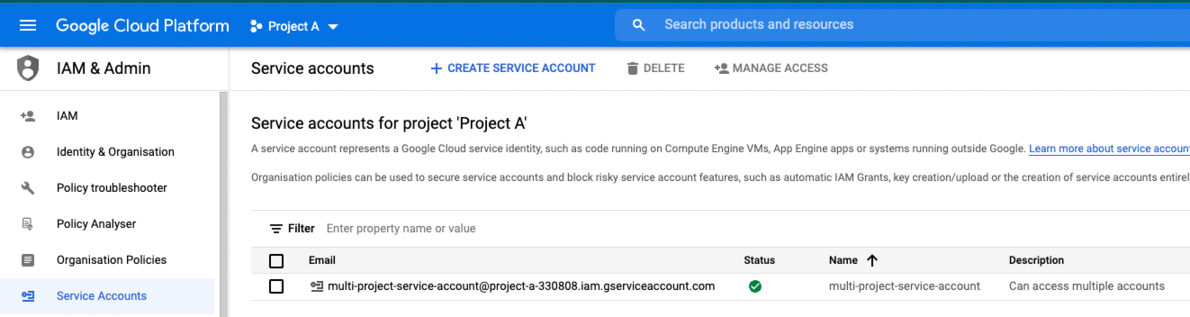 Google Cloud Platform Project A Search products and resources
IAM & Admin Service accounts + CREATE SERVICE ACCOUNT DELETE MANAGE ACCESS
IAM
Identity & Organisation
Policy troubleshooter
Policy Analyser
Organisation Policies
Service Accounts
Service accounts for project 'Project A'
A service account represents a Google Cloud service identity, such as code running on Compute Engine VMs, App Engine apps or systems running outside Google. Learn more about service account
Organisation policies can be used to secure service accounts and block risky service account features, such as automatic IAM Grants, key creation/upload or the creation of service accounts entirel
Filter Enter property name or value
Email Status Name Description
multi-project-service-account@project-a-330808.iam.gserviceaccount.com multi-project-service-account Can access multiple accounts